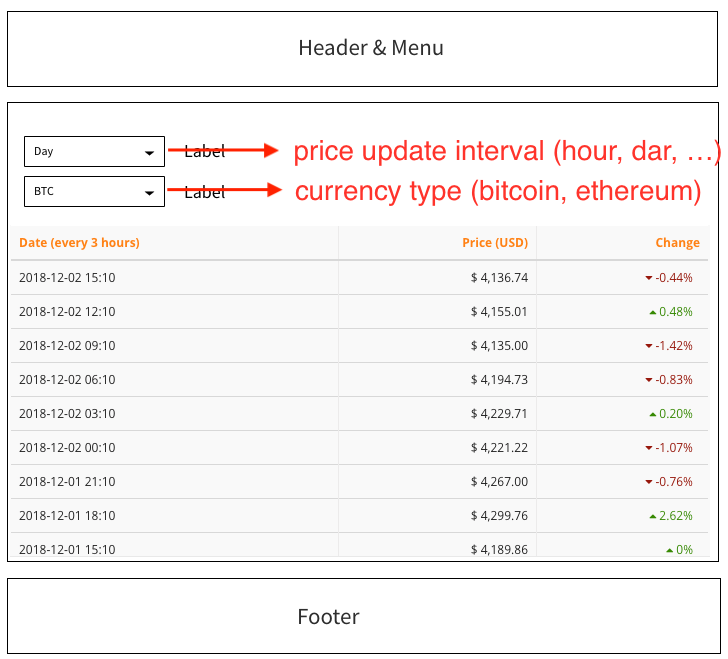 Header & Menu
Day Label price update interval (hour, dar, …)
BTC Label currency type (bitcoin, ethereum)
Date (every 3 hours) Price (USD) Change
2018-12-02 15:10 $ 4,136.74 -0.44%
2018-12-02 12:10 $ 4,155.01 0.48%
2018-12-02 09:10 $ 4,135.00 -1.42%
2018-12-02 06:10 $ 4,194.73 -0.83%
2018-12-02 03:10 $ 4,229.71 0.20%
2018-12-02 00:10 $ 4,221.22 -1.07%
2018-12-01 21:10 $ 4,267.00 -0.76%
2018-12-01 18:10 $ 4,299.76 2.62%
2018-12-01 15:10 $ 4,189.86 0%
Footer